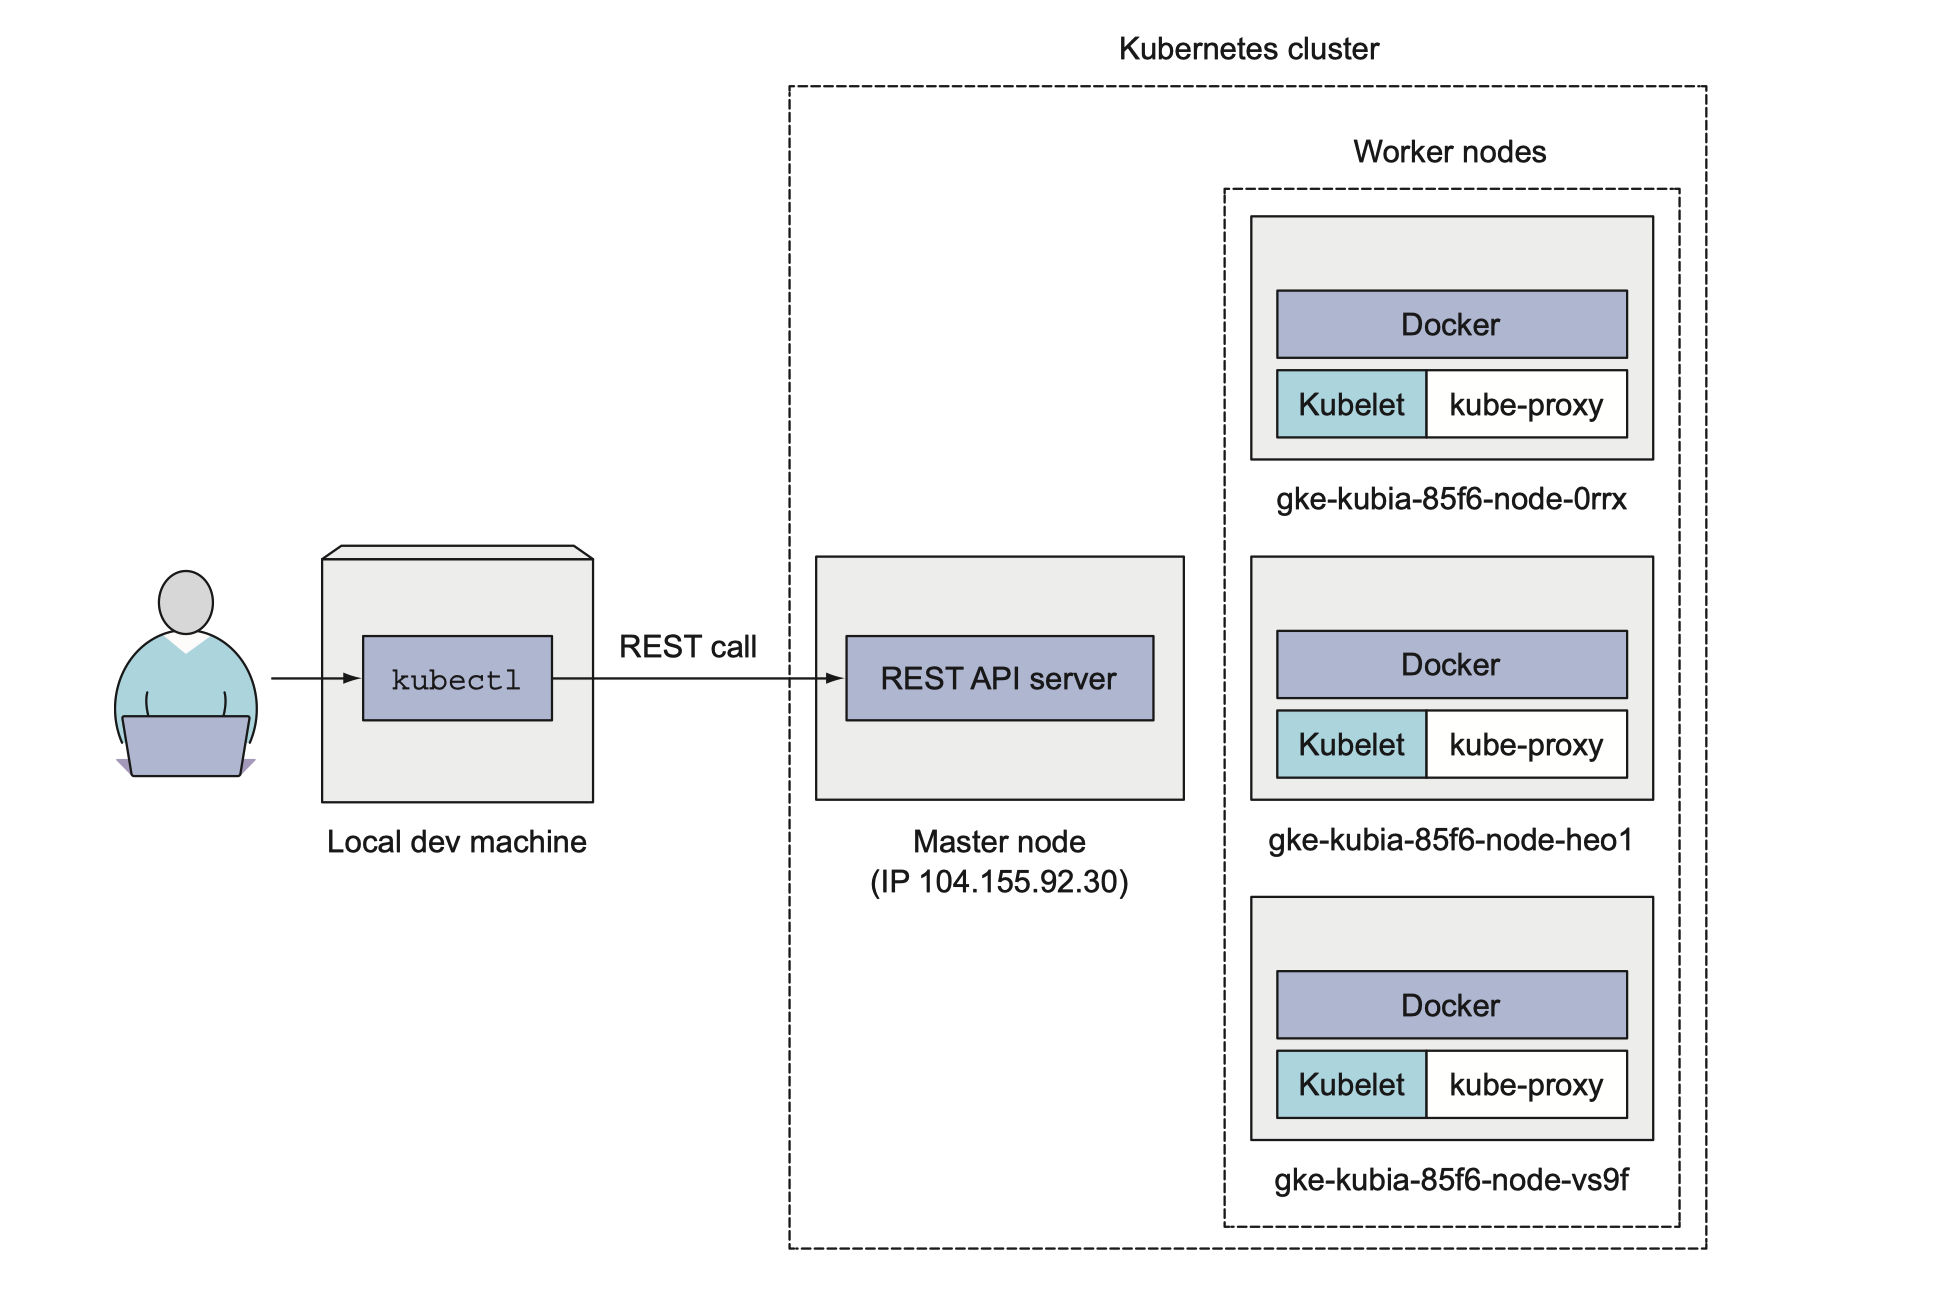 Kubernetes cluster
Worker nodes
Docker
Kubelet
kube-proxy
gke-kubia-85f6-node-0rrx
kubectl
Local dev machine
REST call
REST API server
Master node
(IP 104.155.92.30)
Docker
Kubelet
kube-proxy
gke-kubia-85f6-node-heo1
Docker
Kubelet
kube-proxy
gke-kubia-85f6-node-vs9f